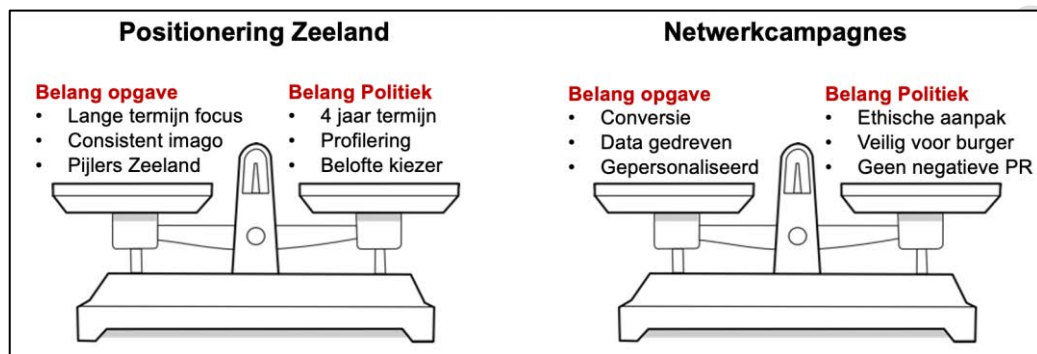 Positionering Zeeland
Belang opgave
• Lange termijn focus
• Consistent imago
• Pijlers Zeeland
Belang Politiek
• 4 jaar termijn
• Profilering
• Belofte kiezer
Netwerkcampagnes
Belang opgave
• Conversie
• Data gedreven
• Gepersonaliseerd
Belang Politiek
• Ethische aanpak
• Veilig voor burger
• Geen negatieve PR